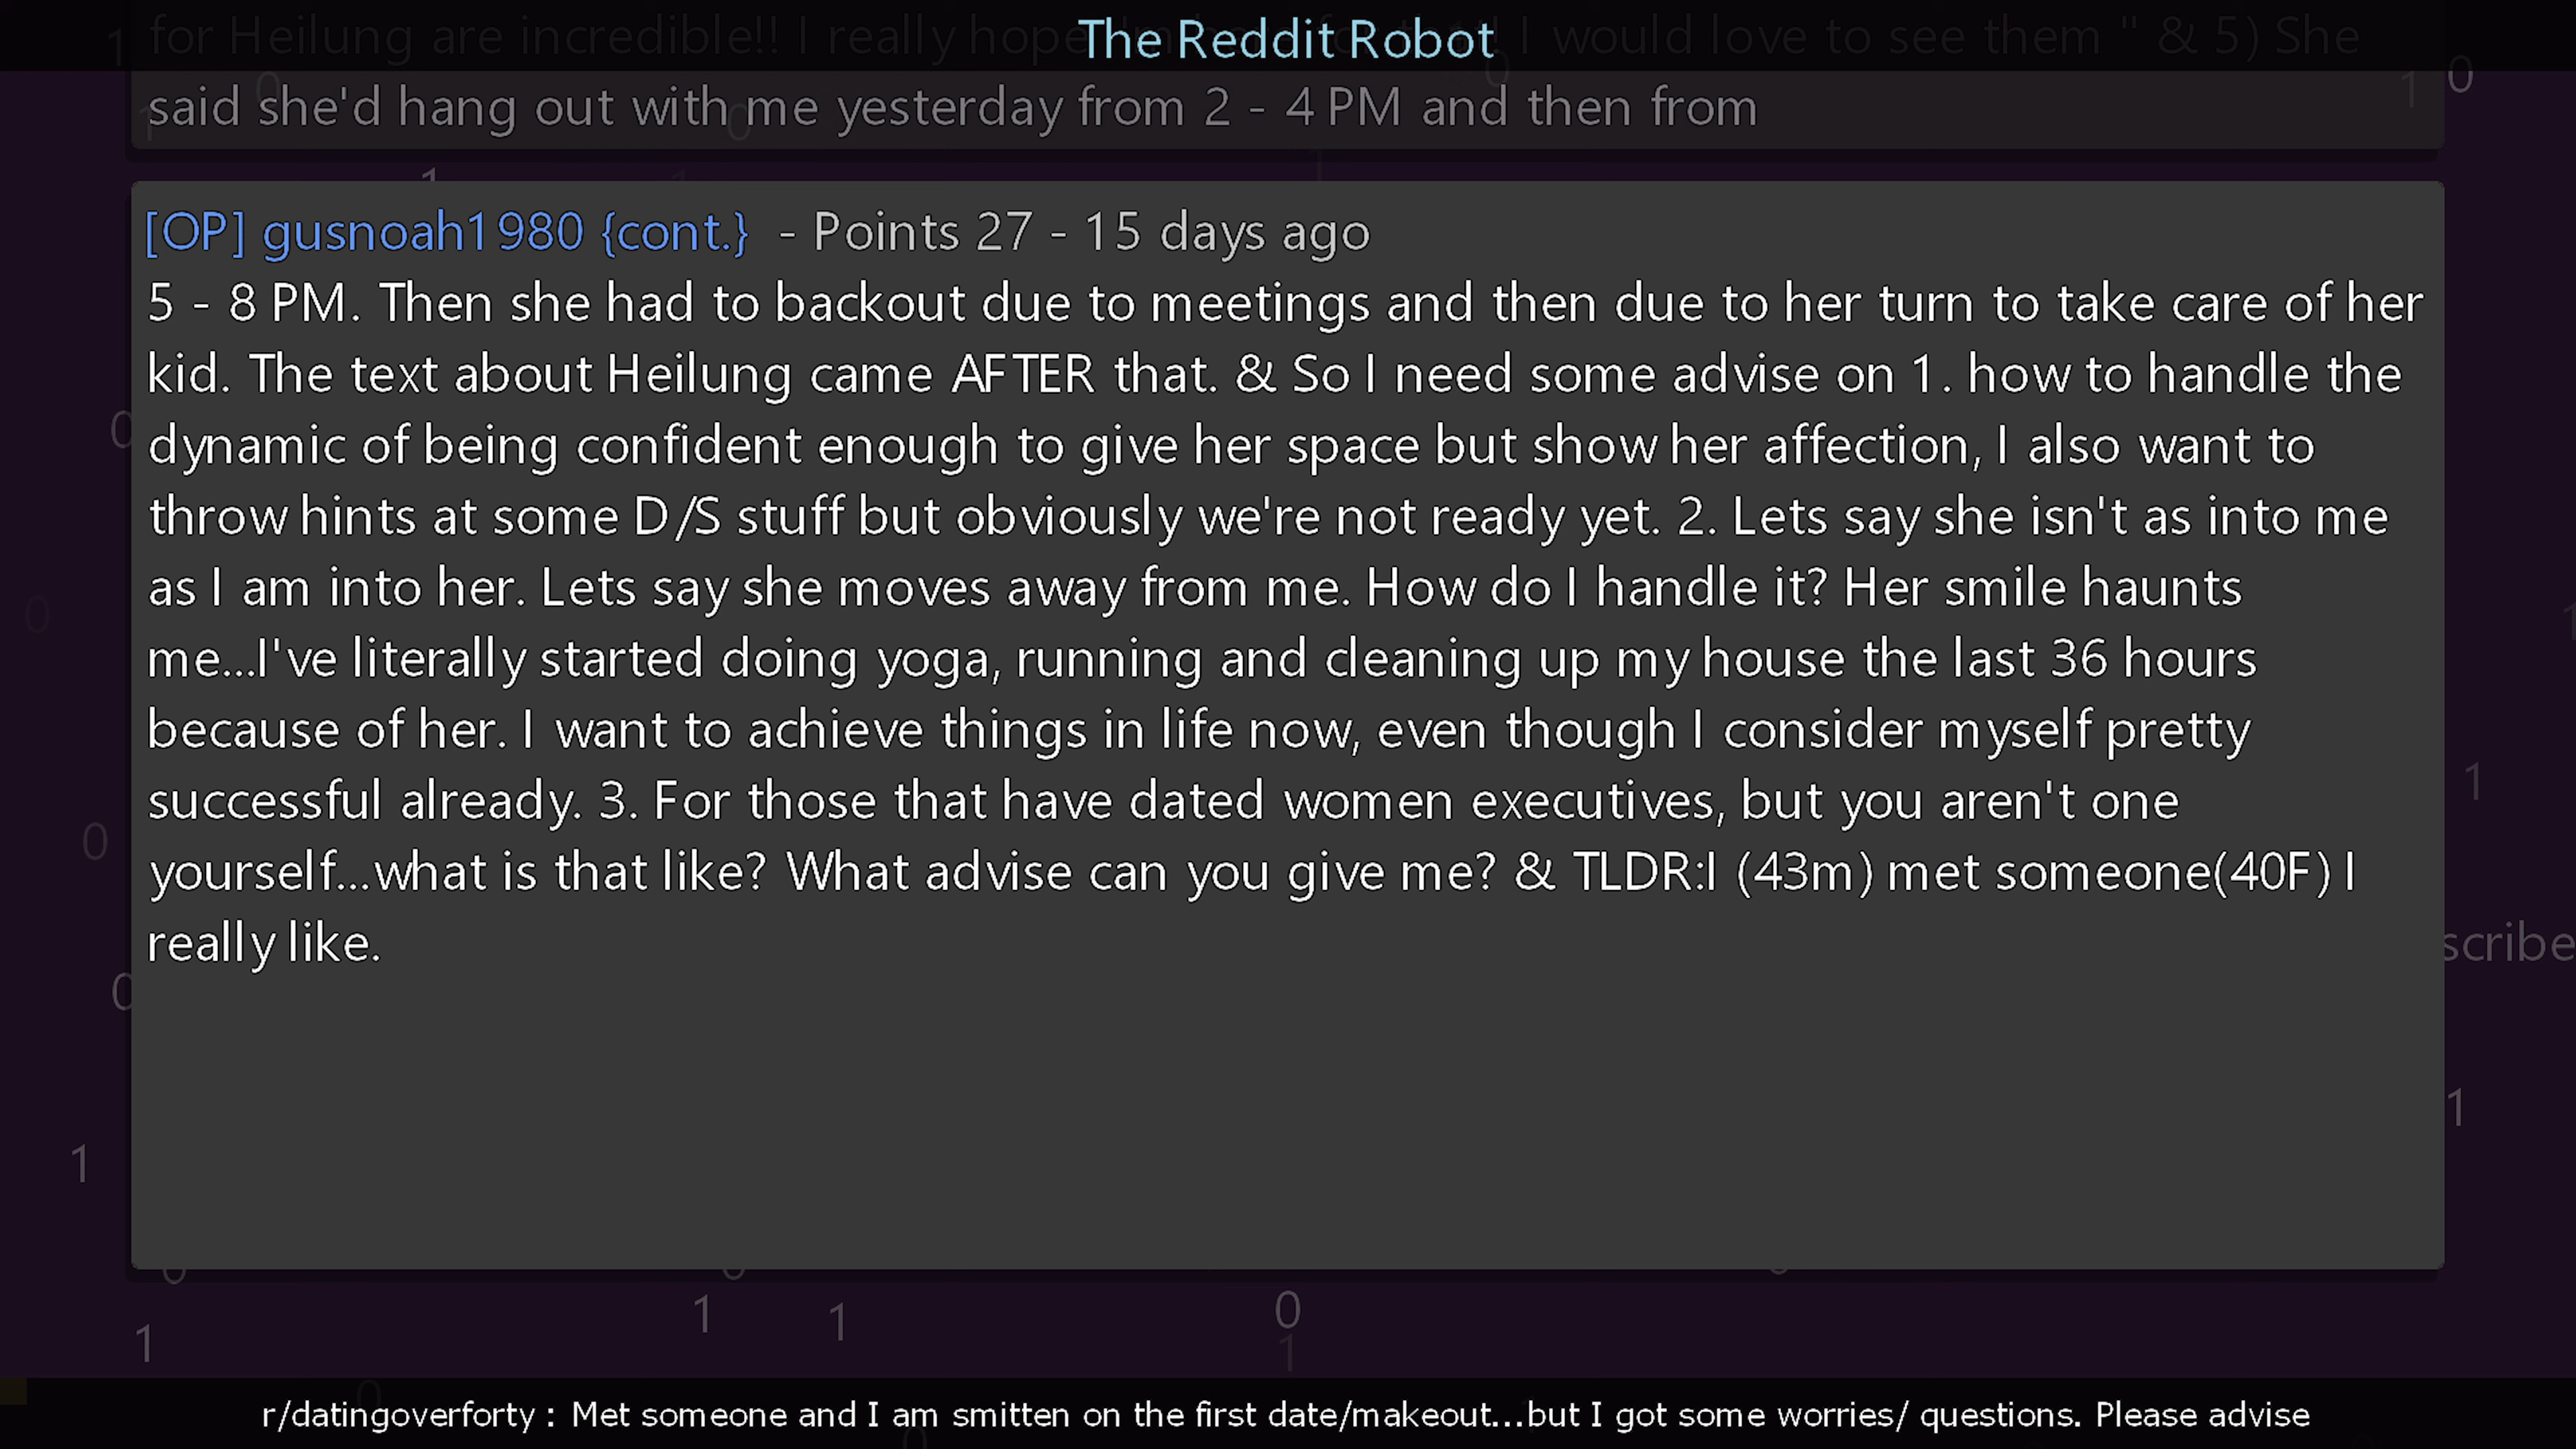 The Reddit Robot
for Heilung are incredible!! I really hope I would love to see them " & 5) She
said she'd hang out with me yesterday from 2 - 4 PM and then from
[OP] gusnoah1980 {cont.} - Points 27 - 15 days ago
5 - 8 PM. Then she had to backout due to meetings and then due to her turn to take care of her
kid. The text about Heilung came AFTER that. & So I need some advise on 1. how to handle the
dynamic of being confident enough to give her space but show her affection, I also want to
throw hints at some D/S stuff but obviously we're not ready yet. 2. Lets say she isn't as into me
as I am into her. Lets say she moves away from me. How do I handle it? Her smile haunts
me...I've literally started doing yoga, running and cleaning up my house the last 36 hours
because of her. I want to achieve things in life now, even though I consider myself pretty
successful already. 3. For those that have dated women executives, but you aren't one
yourself...what is that like? What advise can you give me? & TLDR:I (43m) met someone(40F) I
really like.
scribe
r/datingoverforty : Met someone and I am smitten on the first date/makeout...but I got some worries/ questions. Please advise